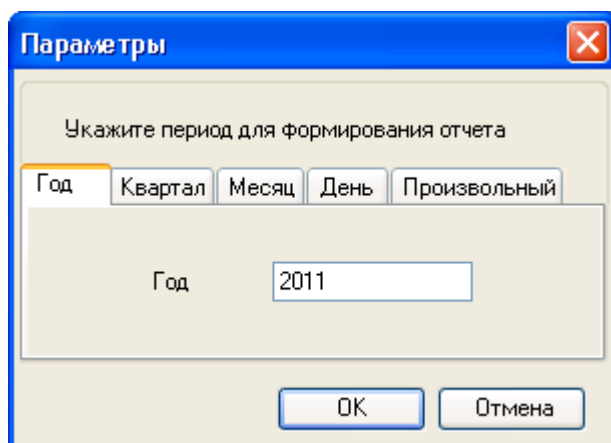 Параметры
Укажите период для формирования отчета
Год Квартал Месяц День Произвольный
Год 2011
OK Отмена